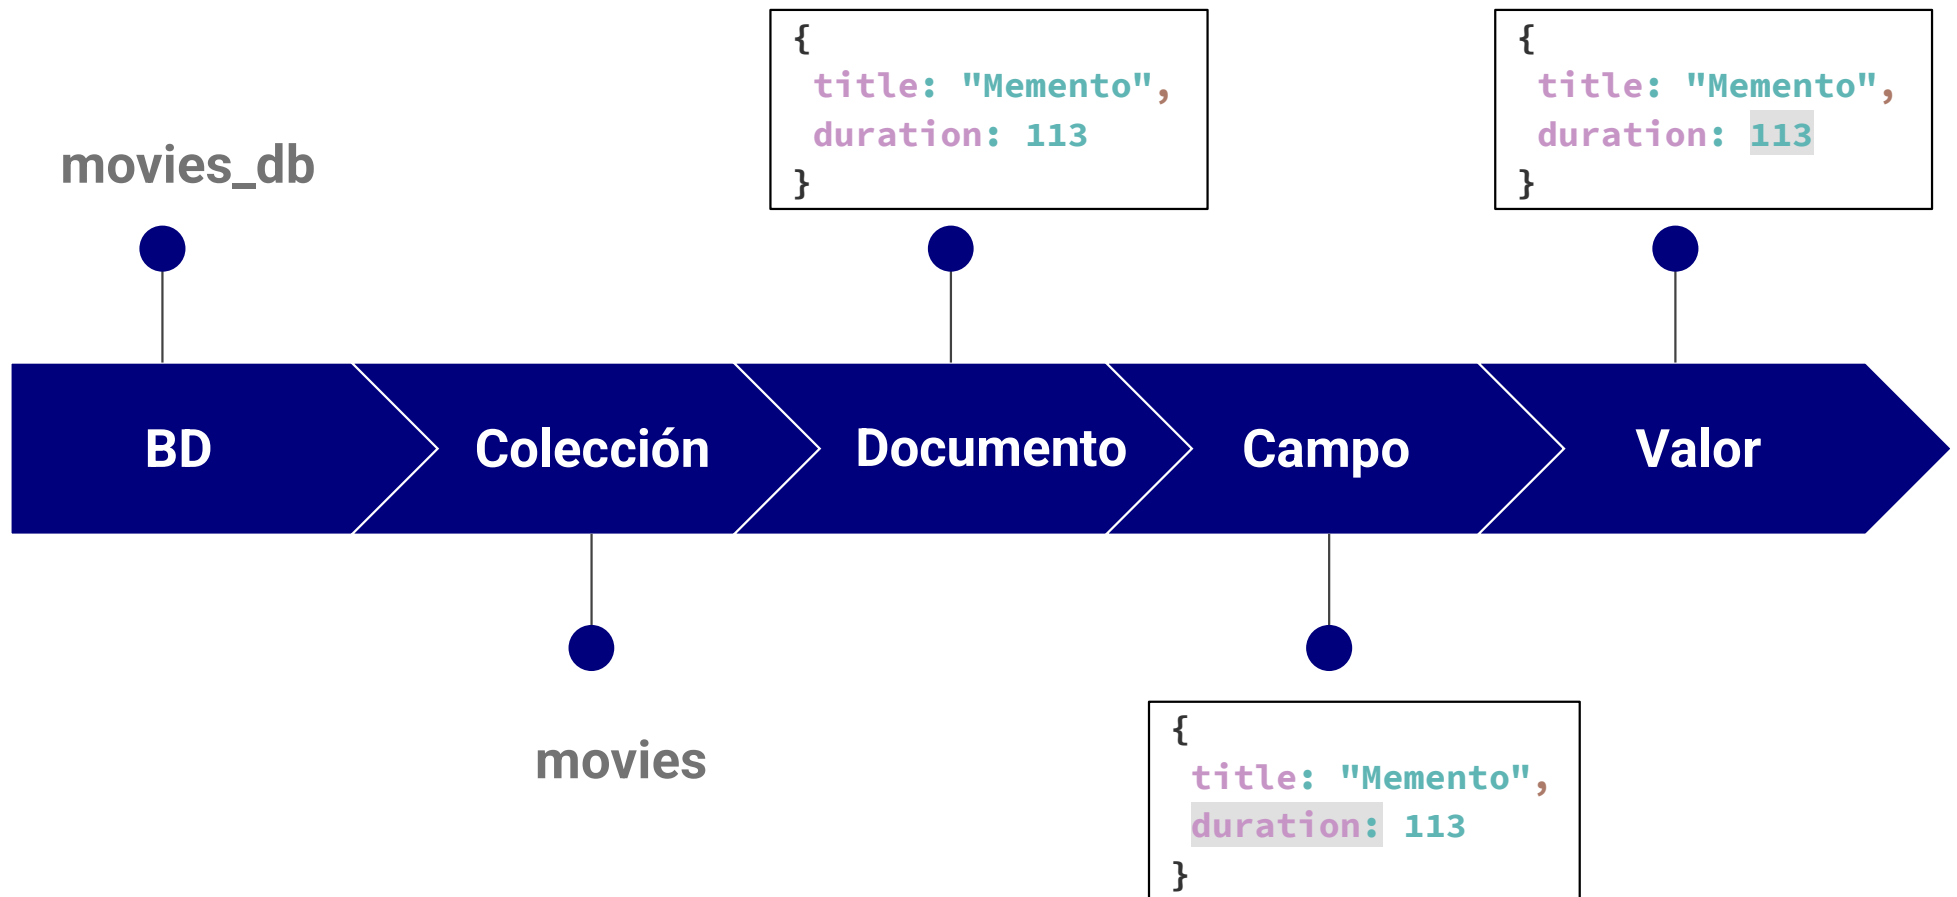 {
title: "Memento",
duration: 113
}
{
title: "Memento",
duration: 113
}
movies_db
BD
Colección
Documento
Campo
Valor
movies
{
title: "Memento",
duration: 113
}